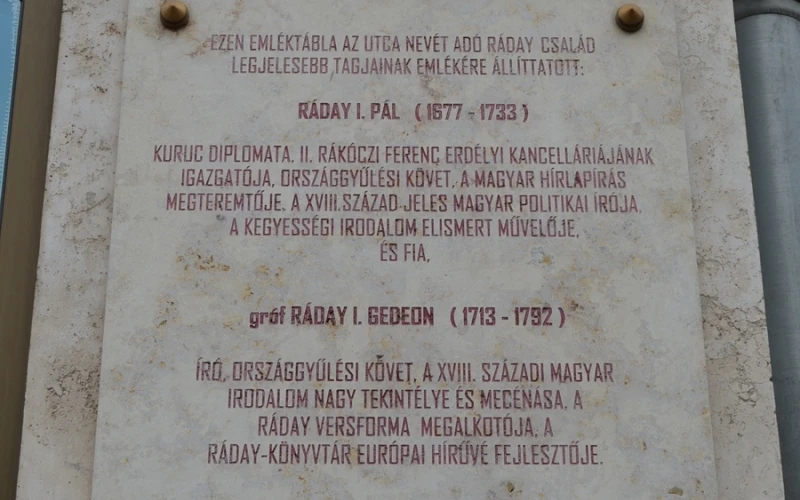 EZEN EMLÉKTÁBLA AZ UTCA NEVÉT ADÓ RÁDAY CSALÁD
LEGJELESEBB TAGJAINAK EMLÉKÉRE ÁLLÍTTATOTT:
RÁDAY I. PÁL ( 1677 - 1733 )
KURUC DIPLOMATA, II. RÁKÓCZI FERENC ERDÉLYI KANCELLÁRIÁJÁNAK
IGAZGATÓJA, ORSZÁGGYŰLÉSI KÖVET, A MAGYAR HÍRLAPÍRÁS
MEGTEREMTŐJE, A XVIII. SZÁZAD JELES MAGYAR POLITIKAI ÍRÓJA,
A KEGYESSÉGI IRODALOM ELISMERT MŰVELŐJE,
ÉS FIA,
gróf RÁDAY I. GEDEON ( 1713 - 1792 )
ÍRÓ, ORSZÁGGYŰLÉSI KÖVET, A XVIII. SZÁZADI MAGYAR
IRODALOM NAGY TEKINTÉLYE ÉS MECÉNÁSA, A
RÁDAY VERSFORMA MEGALKOTÓJA, A
RÁDAY-KÖNYVTÁR EURÓPAI HÍRŰVÉ FEJLESZTŐJE.